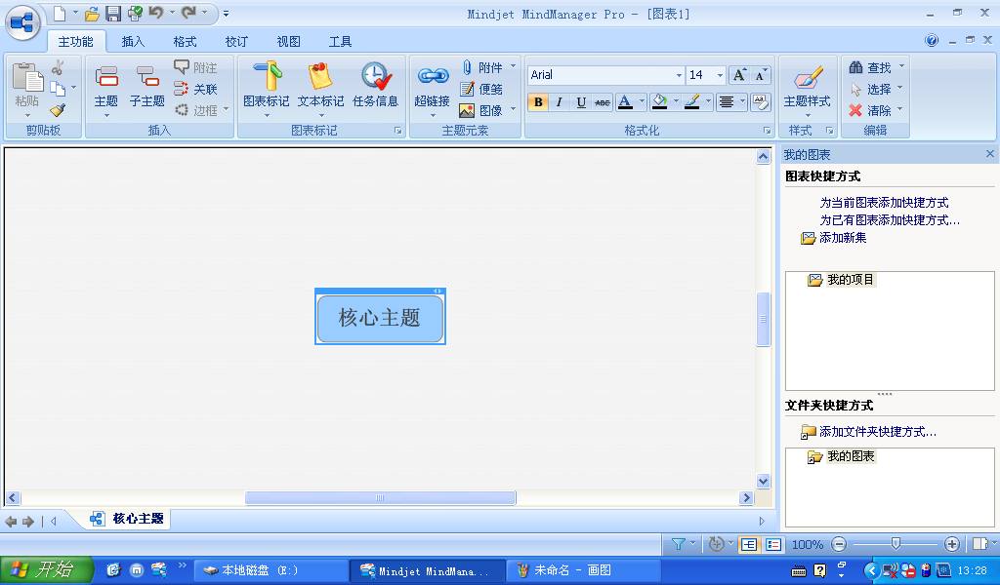 Mindjet MindManager Pro - [图表1]
主功能 插入 格式 校订 视图 工具
粘贴
剪贴板
主题 子主题 附注 关联 边框
插入
图表标记 文本标记 任务信息
图表标记
超链接 附件 便笺 图像
主题元素
Arial 14 A A
B I U ABC A
格式化
主题样式
样式
查找 选择 清除
编辑
我的图表
图表快捷方式
为当前图表添加快捷方式
为已有图表添加快捷方式...
添加新集
我的项目
核心主题
文件夹快捷方式
添加文件夹快捷方式...
我的图表
核心主题
100%
开始 本地磁盘 (E:) Mindjet MindMana... 未命名 - 画图 13:28